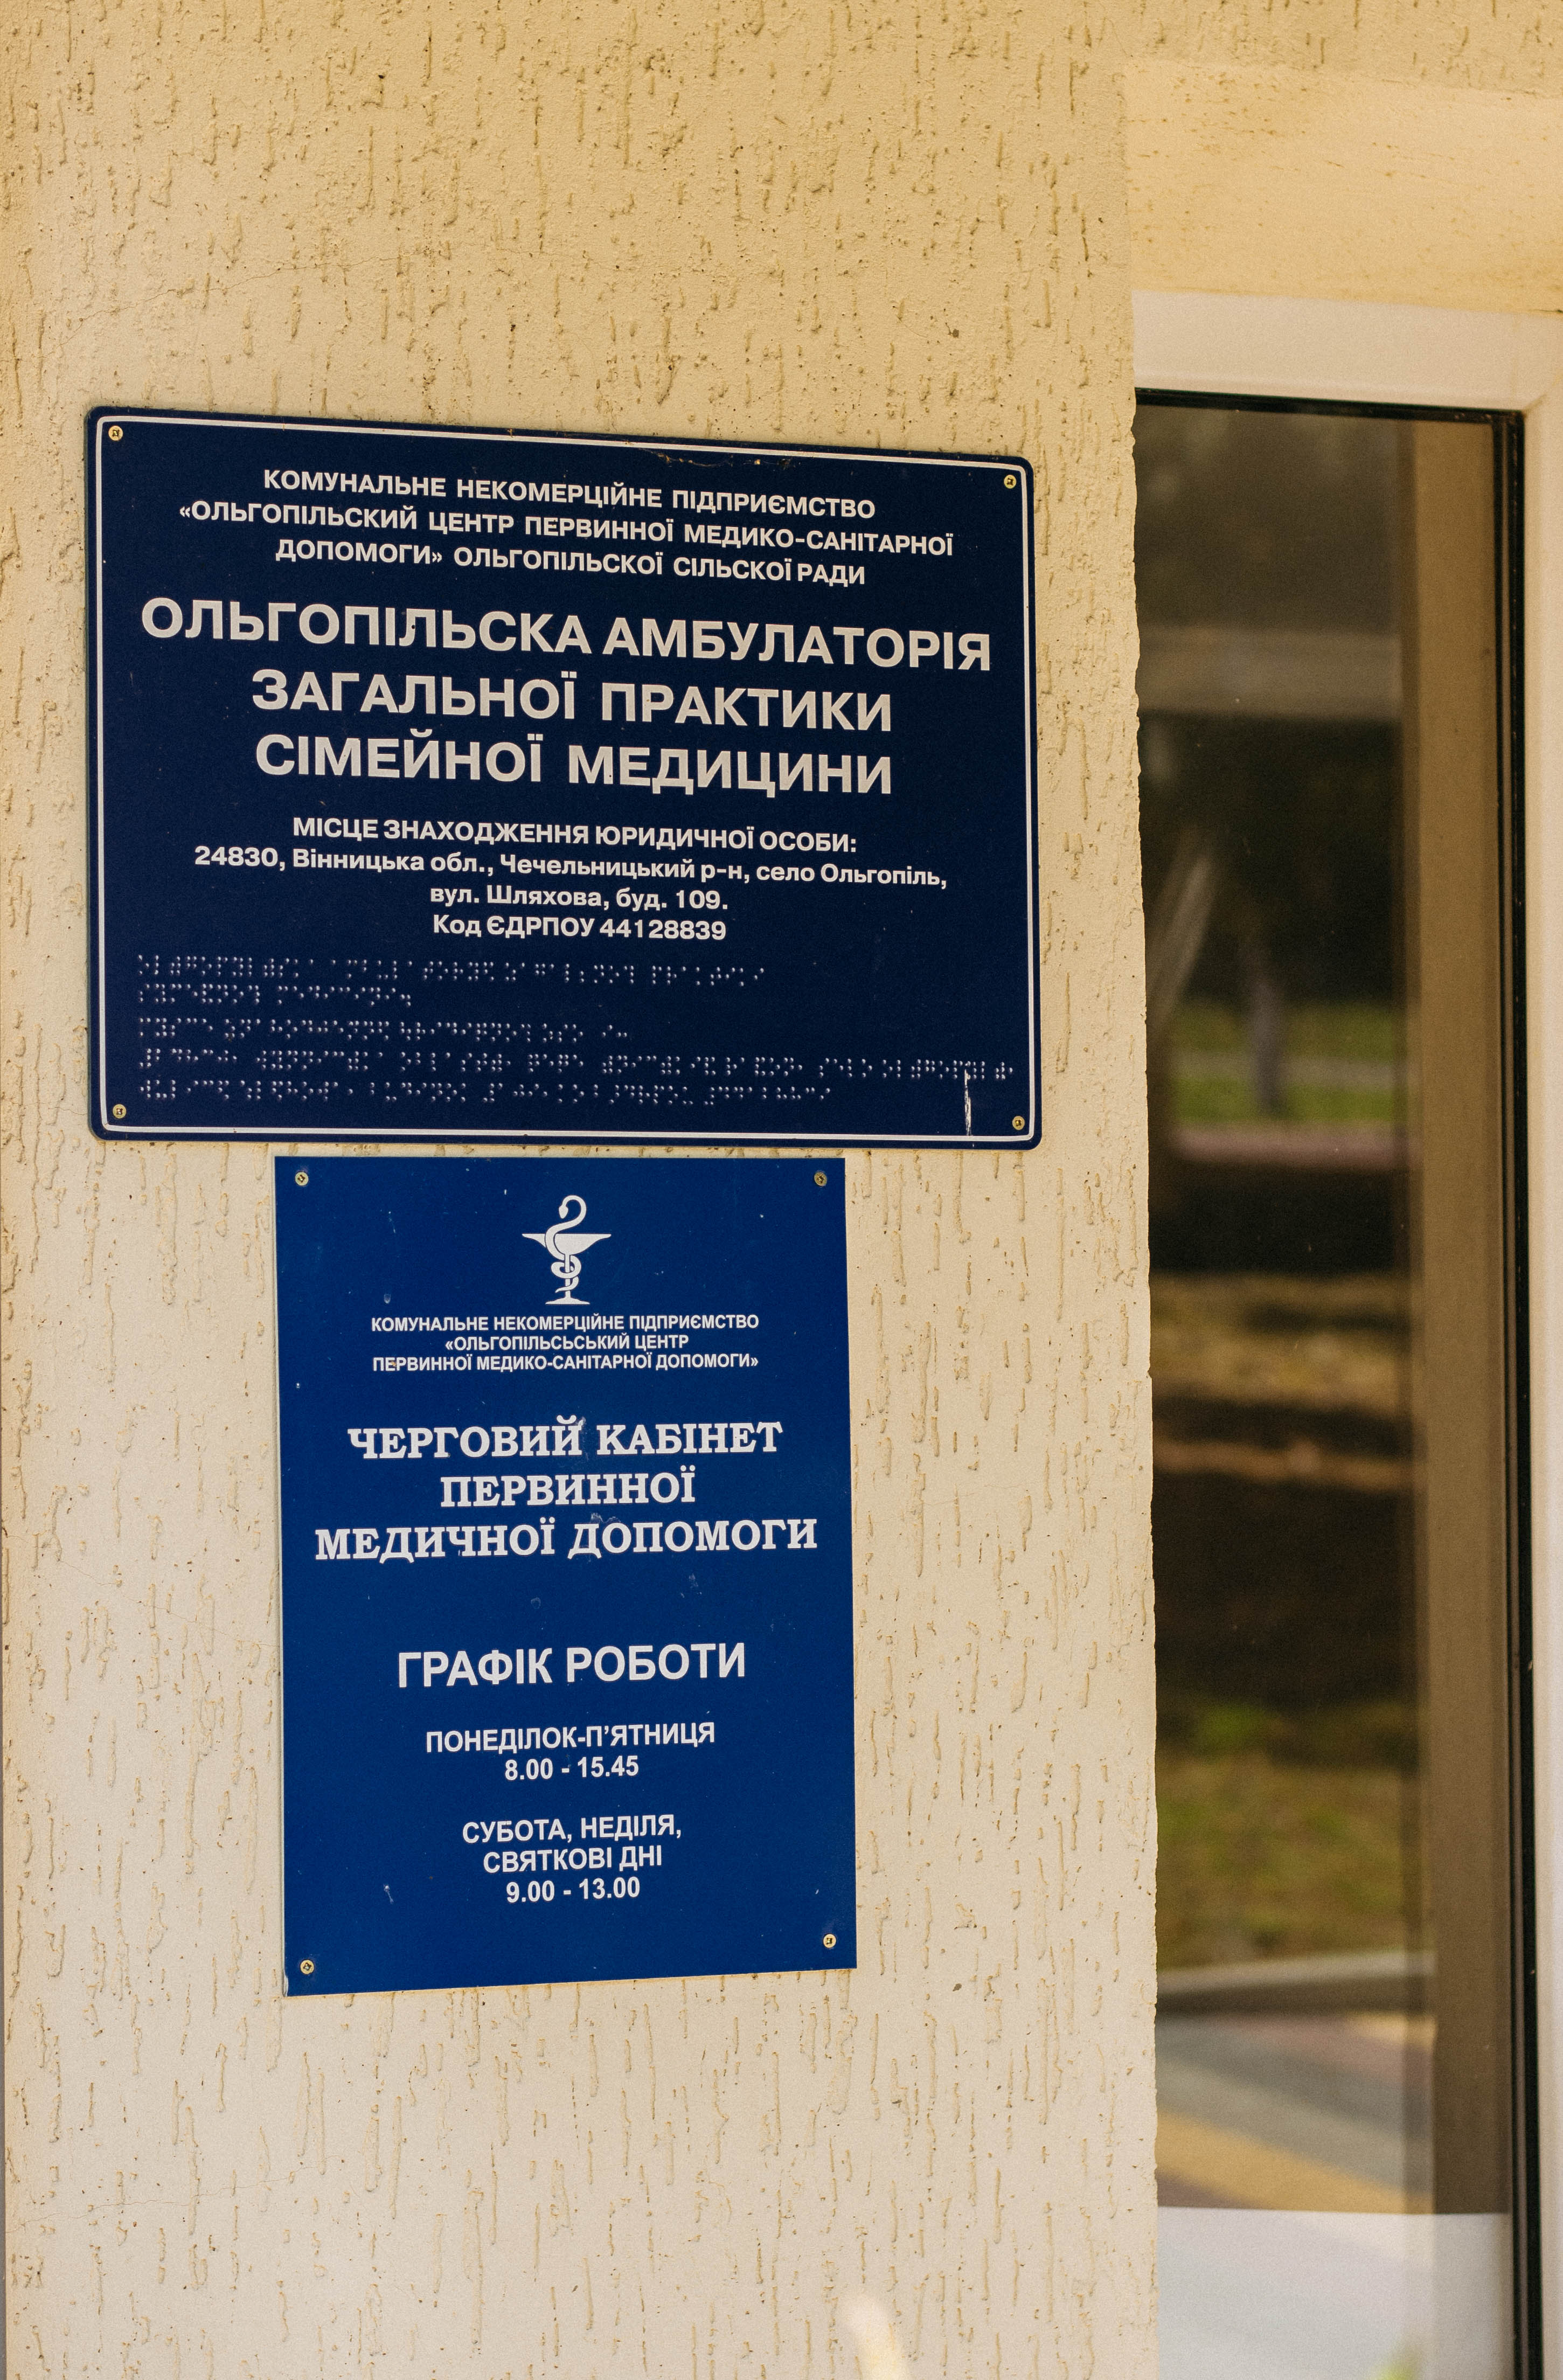 КОМУНАЛЬНЕ НЕКОМЕРЦІЙНЕ ПІДПРИЄМСТВО
«ОЛЬГОПІЛЬСКИЙ ЦЕНТР ПЕРВИННОЇ МЕДИКО-САНІТАРНОЇ
ДОПОМОГИ» ОЛЬГОПІЛЬСКОЇ СІЛЬСКОЇ РАДИ
ОЛЬГОПІЛЬСКА АМБУЛАТОРІЯ
ЗАГАЛЬНОЇ ПРАКТИКИ
СІМЕЙНОЇ МЕДИЦИНИ
МІСЦЕ ЗНАХОДЖЕННЯ ЮРИДИЧНОЇ ОСОБИ:
24830, Вінницька обл., Чечельницький р-н, село Ольгопіль,
вул. Шляхова, буд. 109.
Код ЄДРПОУ 44128839
КОМУНАЛЬНЕ НЕКОМЕРЦІЙНЕ ПІДПРИЄМСТВО
«ОЛЬГОПІЛЬСЬСЬКИЙ ЦЕНТР
ПЕРВИННОЇ МЕДИКО-САНІТАРНОЇ ДОПОМОГИ»
ЧЕРГОВИЙ КАБІНЕТ
ПЕРВИННОЇ
МЕДИЧНОЇ ДОПОМОГИ
ГРАФІК РОБОТИ
ПОНЕДІЛОК-П'ЯТНИЦЯ
8.00 - 15.45
СУБОТА, НЕДІЛЯ,
СВЯТКОВІ ДНІ
9.00 - 13.00